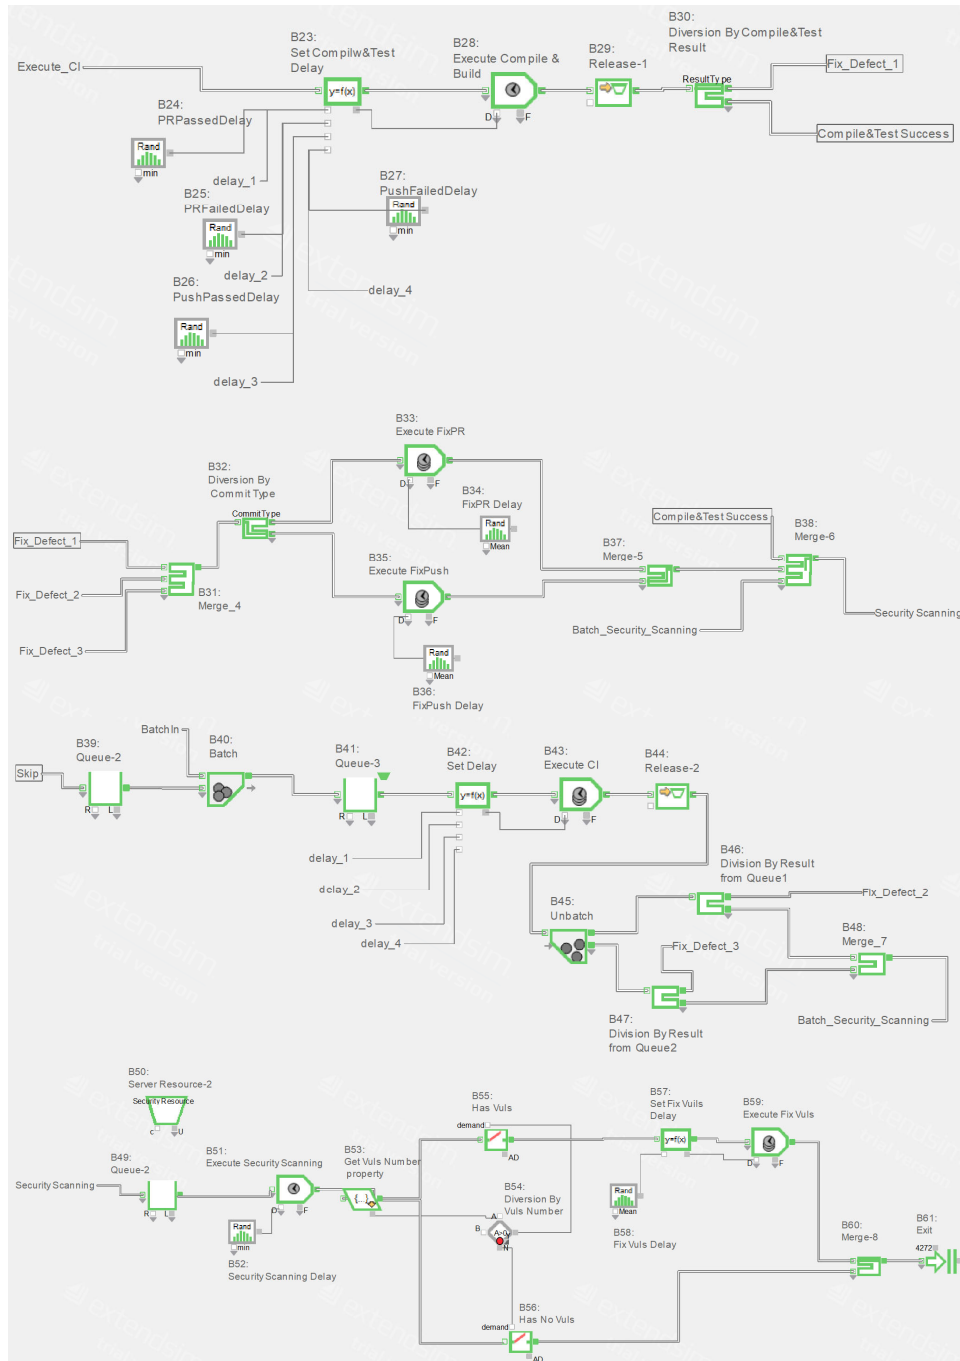 B30:
Diversion By Compile&Test
Result
B23:
Set Compilw&Test
Delay
B28:
Execute Compile &
Build
B29:
Release-1
Execute_CI
Fix_Defect_1
ResultType
y=f(x)
B24:
PRPassedDelay
D
F
Compile&Test Success
Rand
min
B27:
PushFailedDelay
delay_1
B25:
PRFailedDelay
Rand
min
Rand
min
delay_2
B26:
PushPassedDelay
delay_4
Rand
min
delay_3
B33:
Execute FixPR
B32:
Diversion By
Commit Type
D
F
B34:
FixPR Delay
CommitType
Rand
Mean
Compile&Test Success
B38:
Merge-6
Fix_Defect_1
B37:
Merge-5
B35:
Execute FixPush
Fix_Defect_2
B31:
Merge_4
D
F
Security Scanning
Batch_Security_Scanning
Fix_Defect_3
Rand
Mean
B36:
FixPush Delay
BatchIn
B39:
Queue-2
B40:
Batch
B41:
Queue-3
B42:
Set Delay
B43:
Execute CI
B44:
Release-2
Skip
y=f(x)
R
L
R
L
D
F
delay_1
B46:
Division By Result
from Queue1
delay_2
Fix_Defect_2
B45:
Unbatch
delay_3
B48:
Merge_7
delay_4
Fix_Defect_3
B47:
Division By Result
from Queue2
Batch_Security_Scanning
B50:
Server Resource-2
Security Resource
C
U
B55:
Has Vuls
B57:
Set Fix Vuils
Delay
B59:
Execute Fix Vuls
demand
y=f(x)
B49:
Queue-2
B51:
Execute Security Scanning
B53:
Get Vuls Number
property
AD
D
F
Security Scanning
{...}
B54:
Diversion By
Vuls Number
Rand
Mean
R
L
D
F
A
B
A>0
Y
N
B58:
Fix Vuls Delay
Rand
min
B60:
Merge-8
B61:
Exit
B52:
Security Scanning Delay
4272
B56:
Has No Vuls
demand
AD